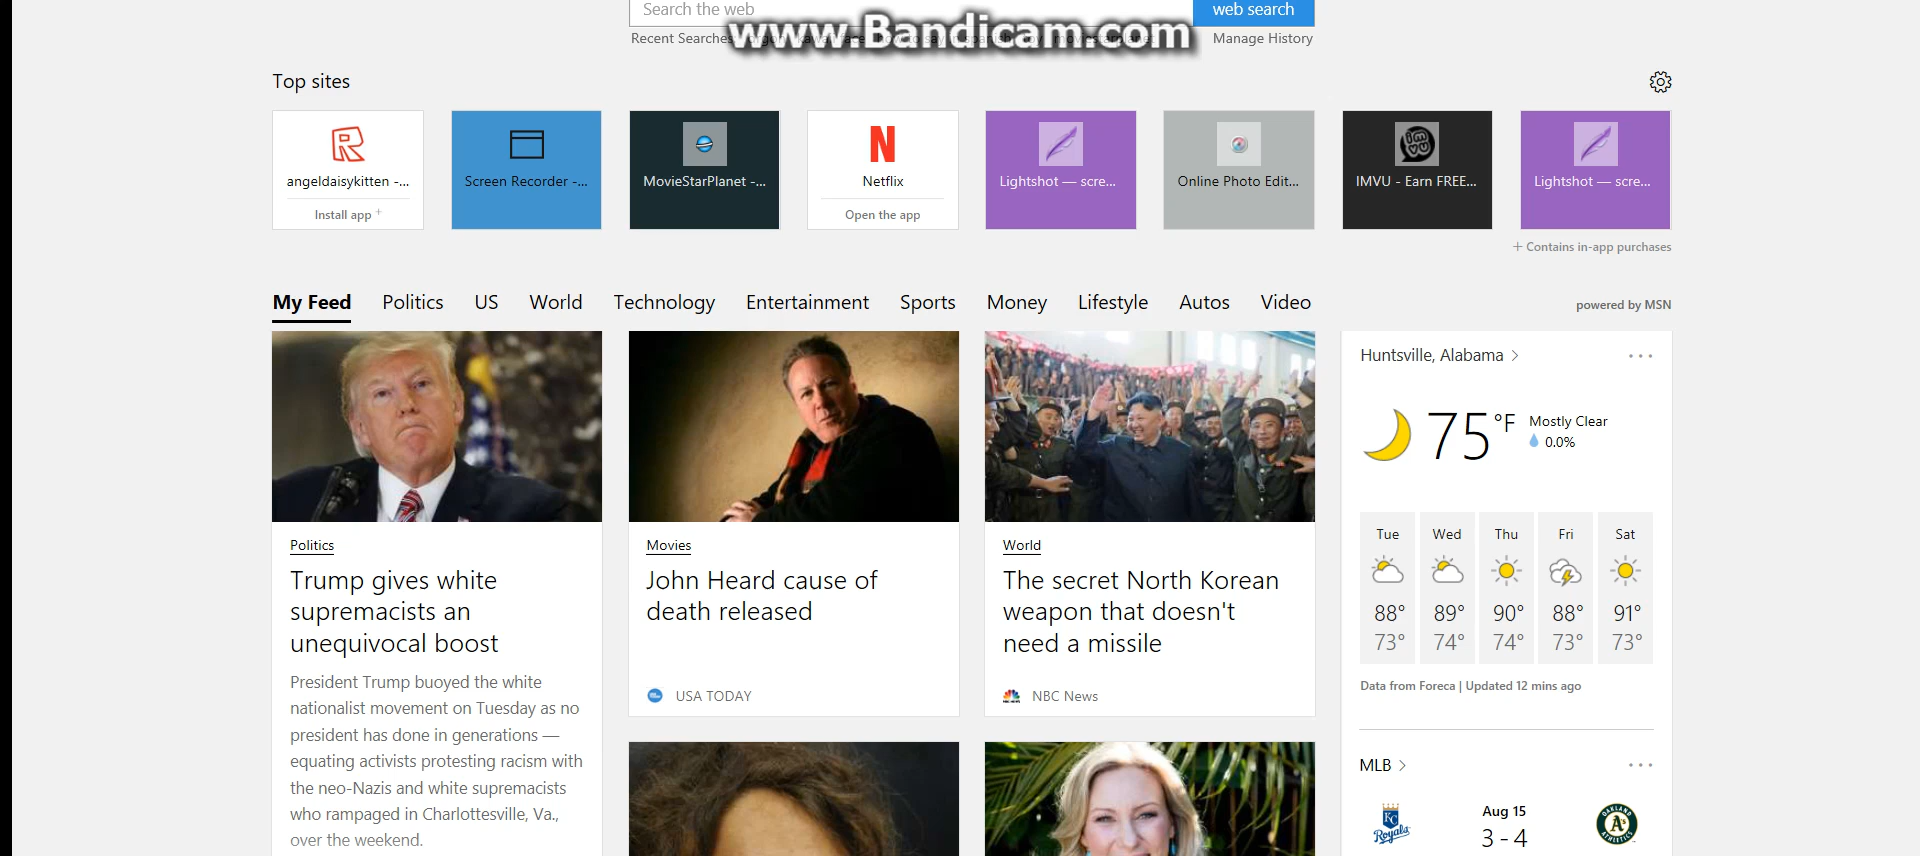 Search the web
web search
www.Bandicam.com
Recent Searches
Manage History
Top sites
angeldaisykitten -...
Install app +
Screen Recorder -...
MovieStarPlanet -...
Netflix
Open the app
Lightshot — scre...
Online Photo Edit...
IMVU - Earn FREE...
Lightshot — scre...
+ Contains in-app purchases
My Feed Politics US World Technology Entertainment Sports Money Lifestyle Autos Video
powered by MSN
Politics
Trump gives white
supremacists an
unequivocal boost
President Trump buoyed the white
nationalist movement on Tuesday as no
president has done in generations —
equating activists protesting racism with
the neo-Nazis and white supremacists
who rampaged in Charlottesville, Va.,
over the weekend.
Movies
John Heard cause of
death released
USA TODAY
World
The secret North Korean
weapon that doesn't
need a missile
NBC News
Huntsville, Alabama >
75 °F
Mostly Clear
0.0%
Tue Wed Thu Fri Sat
88° 89° 90° 88° 91°
73° 74° 74° 73° 73°
Data from Foreca | Updated 12 mins ago
MLB >
KC
Royals
Aug 15
3 - 4
OAKLAND
A's
ATHLETICS